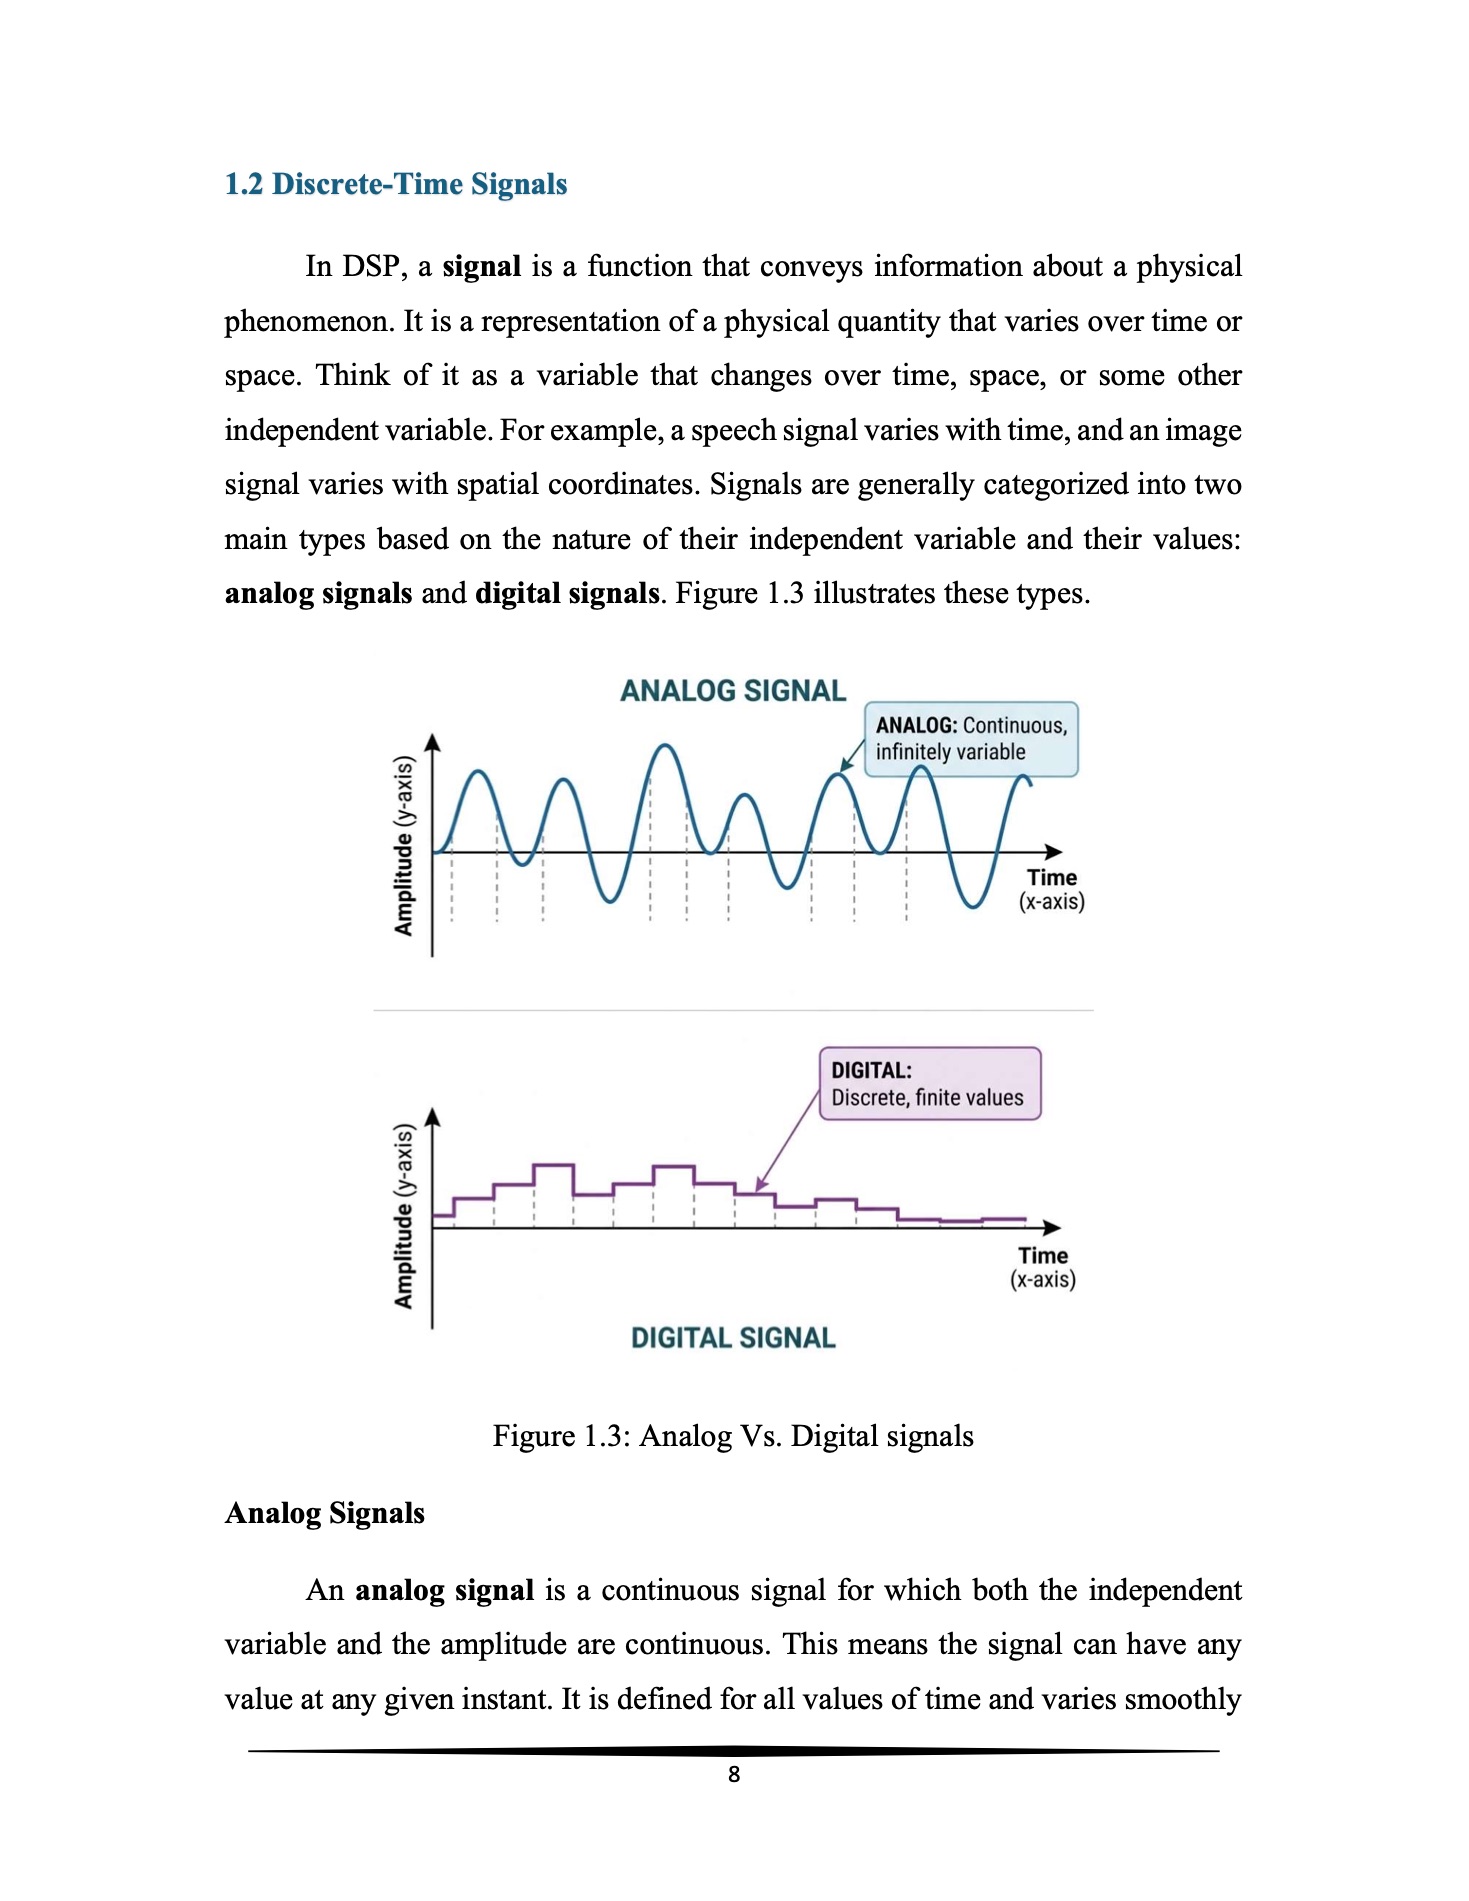 1.2 Discrete-Time Signals
In DSP, a signal is a function that conveys information about a physical
phenomenon. It is a representation of a physical quantity that varies over time or
space. Think of it as a variable that changes over time, space, or some other
independent variable. For example, a speech signal varies with time, and an image
signal varies with spatial coordinates. Signals are generally categorized into two
main types based on the nature of their independent variable and their values:
analog signals and digital signals. Figure 1.3 illustrates these types.
ANALOG SIGNAL
ANALOG: Continuous,
infinitely variable
Amplitude (y-axis)
Time
(x-axis)
DIGITAL:
Discrete, finite values
Amplitude (y-axis)
Time
(x-axis)
DIGITAL SIGNAL
Figure 1.3: Analog Vs. Digital signals
Analog Signals
An analog signal is a continuous signal for which both the independent
variable and the amplitude are continuous. This means the signal can have any
value at any given instant. It is defined for all values of time and varies smoothly
8